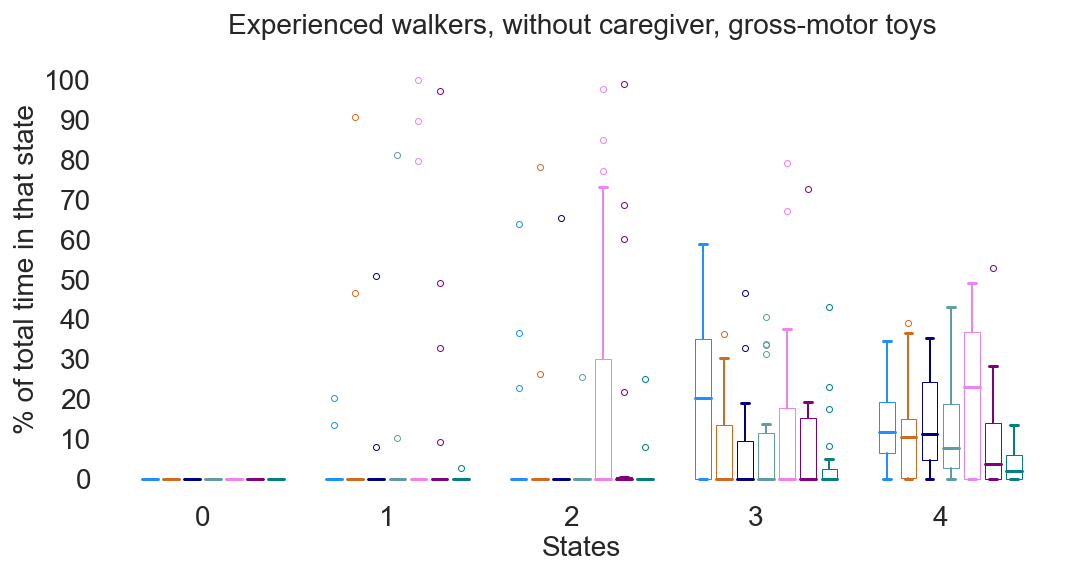 Experienced walkers, without caregiver, gross-motor toys
% of total time in that state
100
90
80
70
60
50
40
30
20
10
0
0 1 2 3 4
States